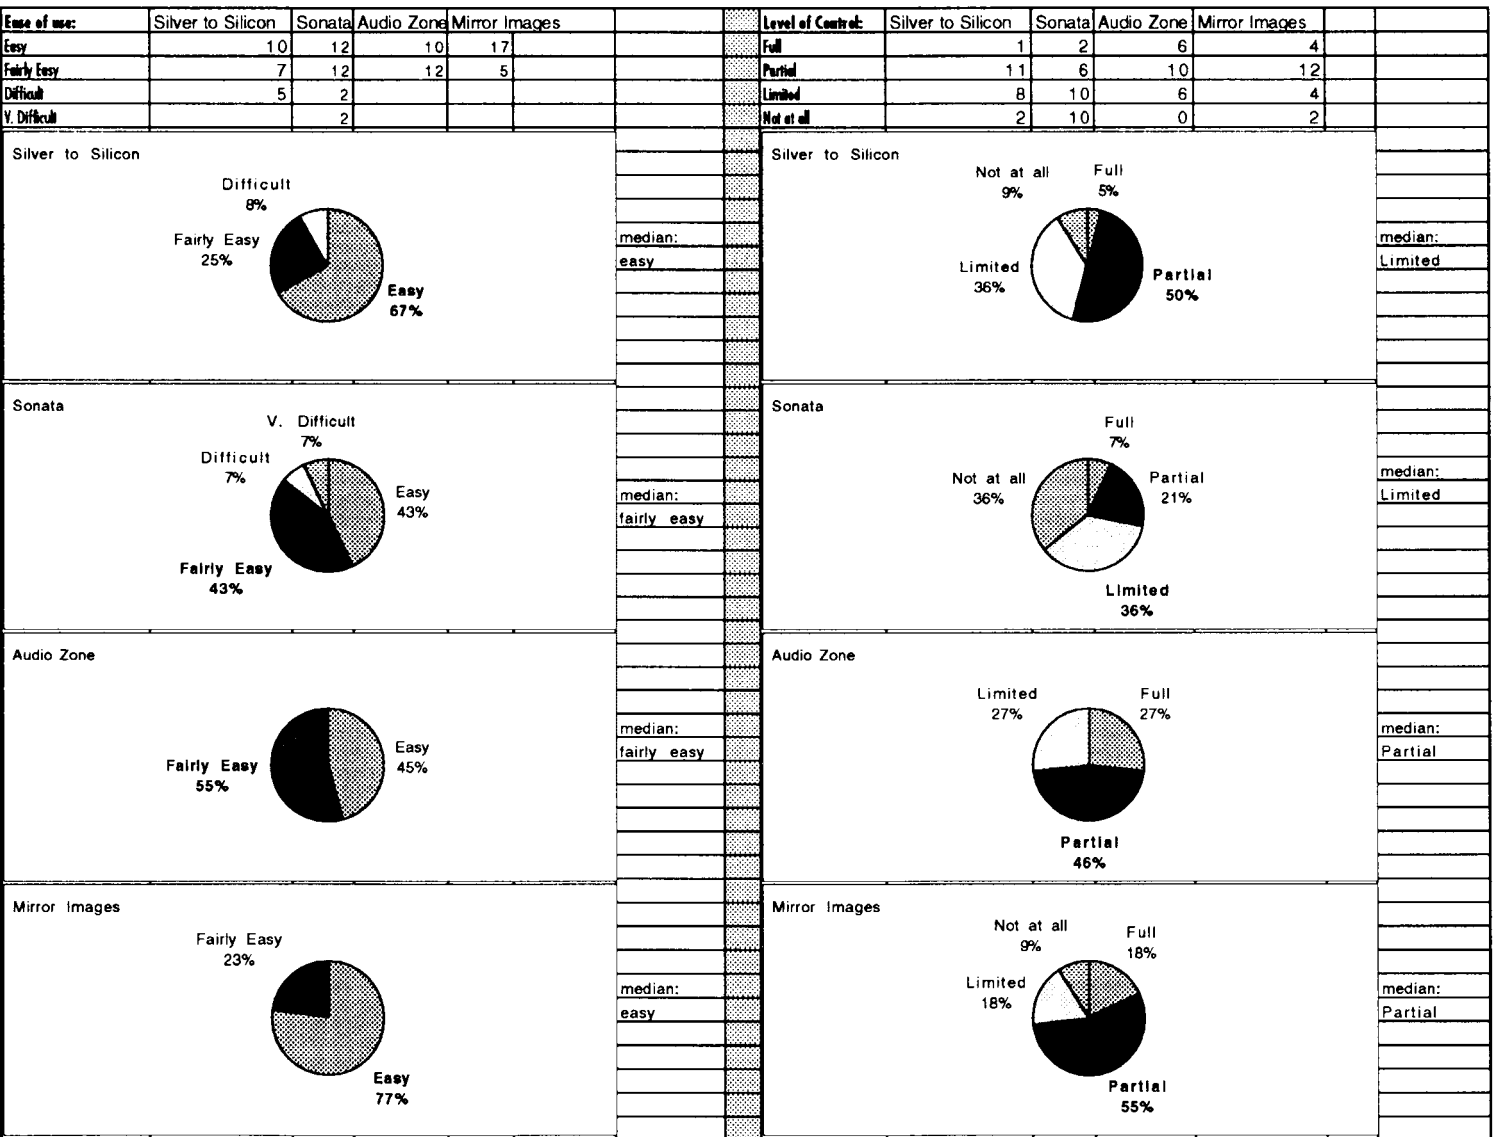 Ease of use: Silver to Silicon Sonata Audio Zone Mirror Images
Easy 10 12 10 17
Fairly Easy 7 12 12 5
Difficult 5 2
V. Difficult 2
Silver to Silicon
Difficult
8%
Fairly Easy
25%
Easy
67%
median:
easy
Sonata
V. Difficult
7%
Difficult
7%
Easy
43%
Fairly Easy
43%
median:
fairly easy
Audio Zone
Fairly Easy
55%
Easy
45%
median:
fairly easy
Mirror Images
Fairly Easy
23%
Easy
77%
median:
easy
Level of Control: Silver to Silicon Sonata Audio Zone Mirror Images
Full 1 2 6 4
Partial 11 6 10 12
Limited 8 10 6 4
Not at all 2 10 0 2
Silver to Silicon
Not at all
9%
Full
5%
Limited
36%
Partial
50%
median:
Limited
Sonata
Full
7%
Not at all
36%
Partial
21%
Limited
36%
median:
Limited
Audio Zone
Limited
27%
Full
27%
Partial
46%
median:
Partial
Mirror Images
Not at all
9%
Full
18%
Limited
18%
Partial
55%
median:
Partial